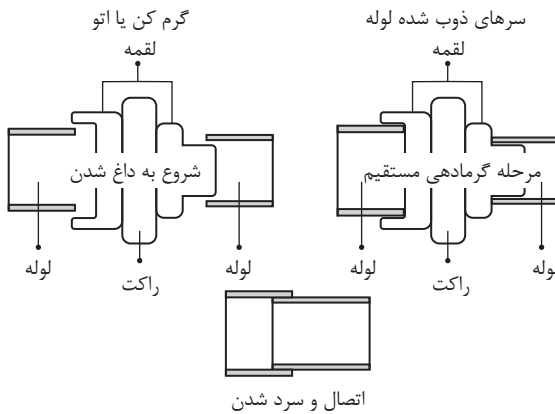 سرهای ذوب شده لوله
لقمه
مرحله گرمادهی مستقیم
لوله
راکت
لوله
گرم کن یا اتو
لقمه
شروع به داغ شدن
لوله
راکت
لوله
اتصال و سرد شدن